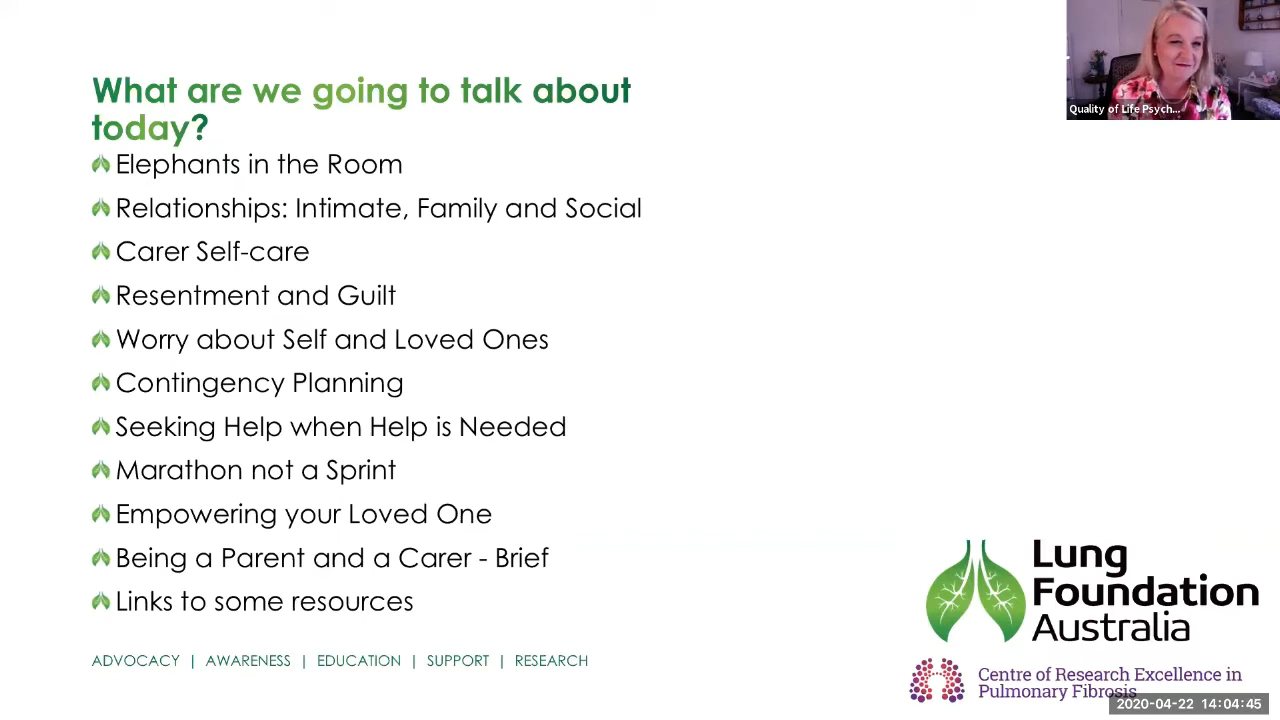 What are we going to talk about
today?
Elephants in the Room
Relationships: Intimate, Family and Social
Carer Self-care
Resentment and Guilt
Worry about Self and Loved Ones
Contingency Planning
Seeking Help when Help is Needed
Marathon not a Sprint
Empowering your Loved One
Being a Parent and a Carer - Brief
Links to some resources
ADVOCACY | AWARENESS | EDUCATION | SUPPORT | RESEARCH
Quality of Life Psych...
Lung
Foundation
Australia
Centre of Research Excellence in
Pulmonary Fibrosis
2020-04-22 14:04:45